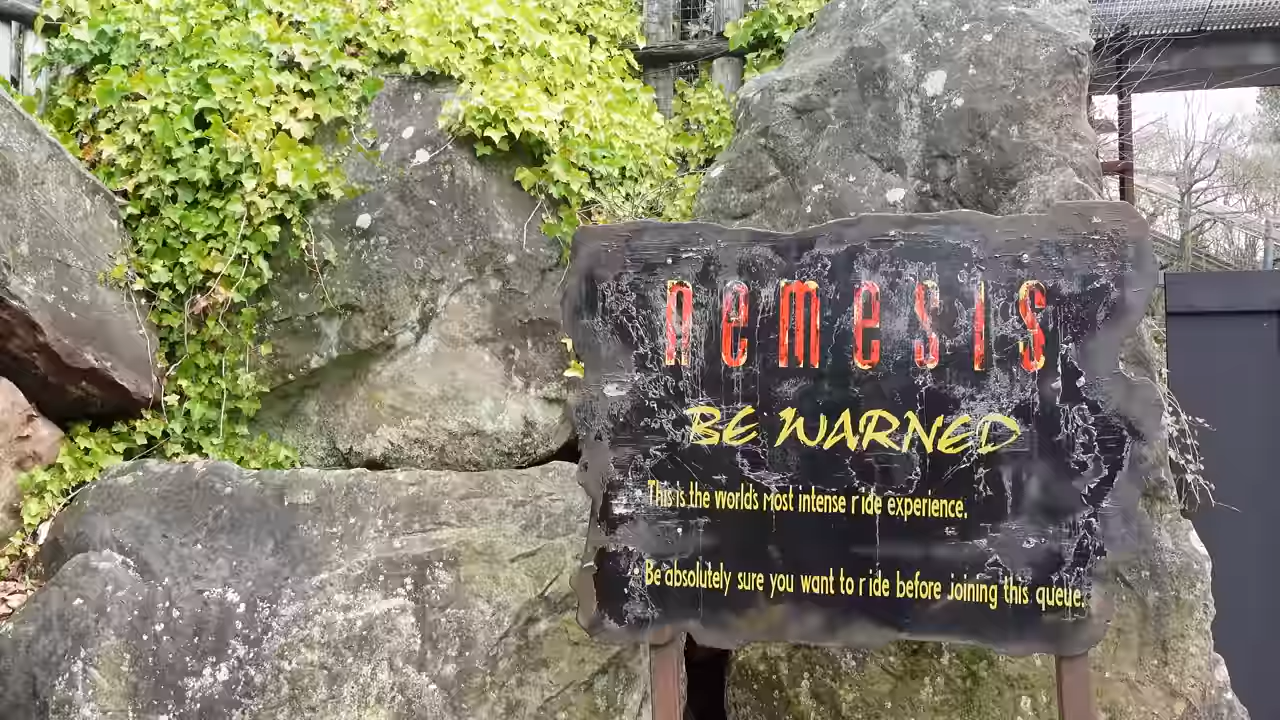 nemesis
BE WARNED
This is the worlds most intense ride experience.
Be absolutely sure you want to ride before joining this queue.